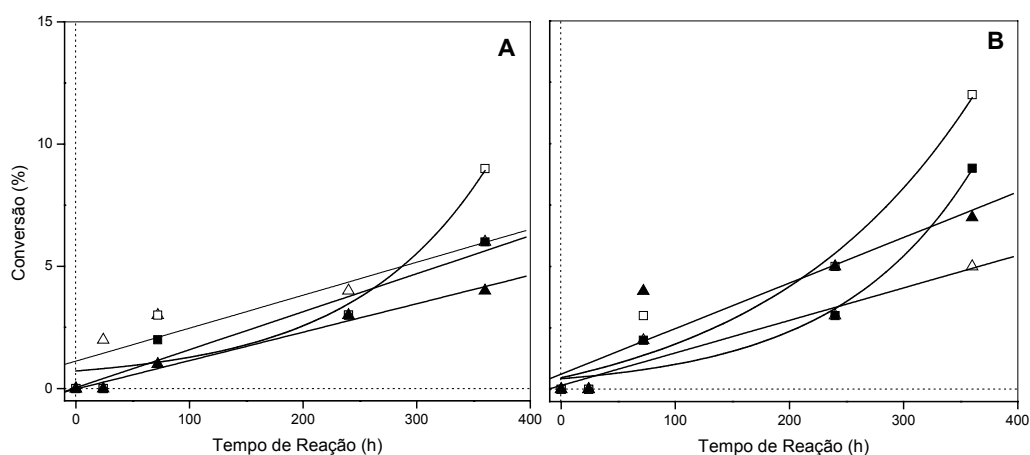 A
B
15
10
5
0
Conversão (%)
0 100 200 300 400
0 100 200 300 400
Tempo de Reação (h)
Tempo de Reação (h)